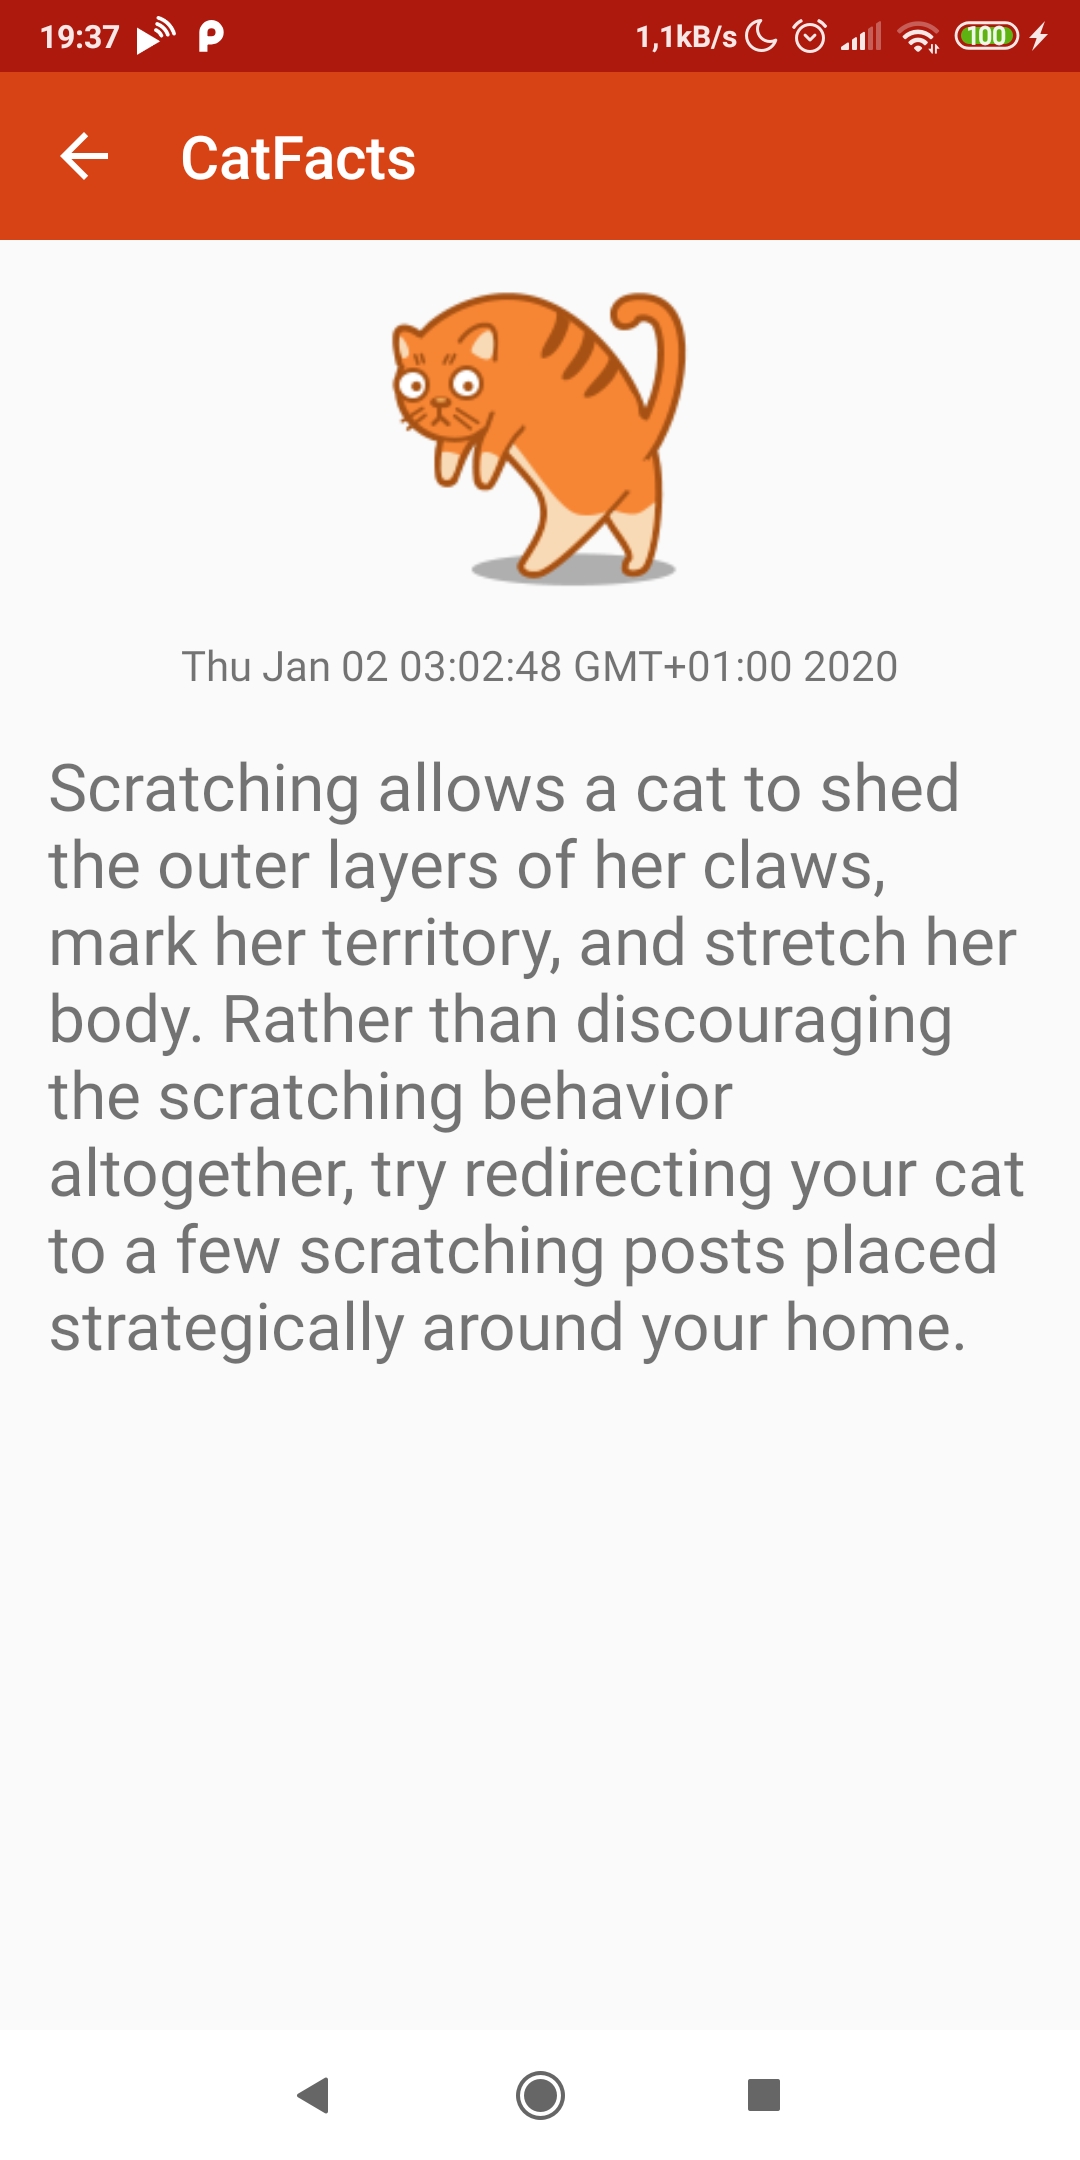 19:37 1,1kB/s 100
CatFacts
Thu Jan 02 03:02:48 GMT+01:00 2020
Scratching allows a cat to shed
the outer layers of her claws,
mark her territory, and stretch her
body. Rather than discouraging
the scratching behavior
altogether, try redirecting your cat
to a few scratching posts placed
strategically around your home.